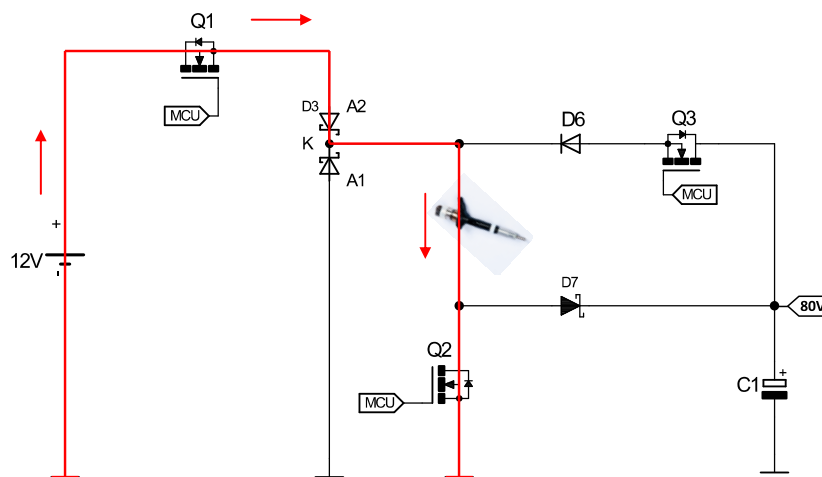 Q1
MCU
D3
A2
K
A1
D6
Q3
MCU
+
12V
-
D7
80V
Q2
MCU
C1
+